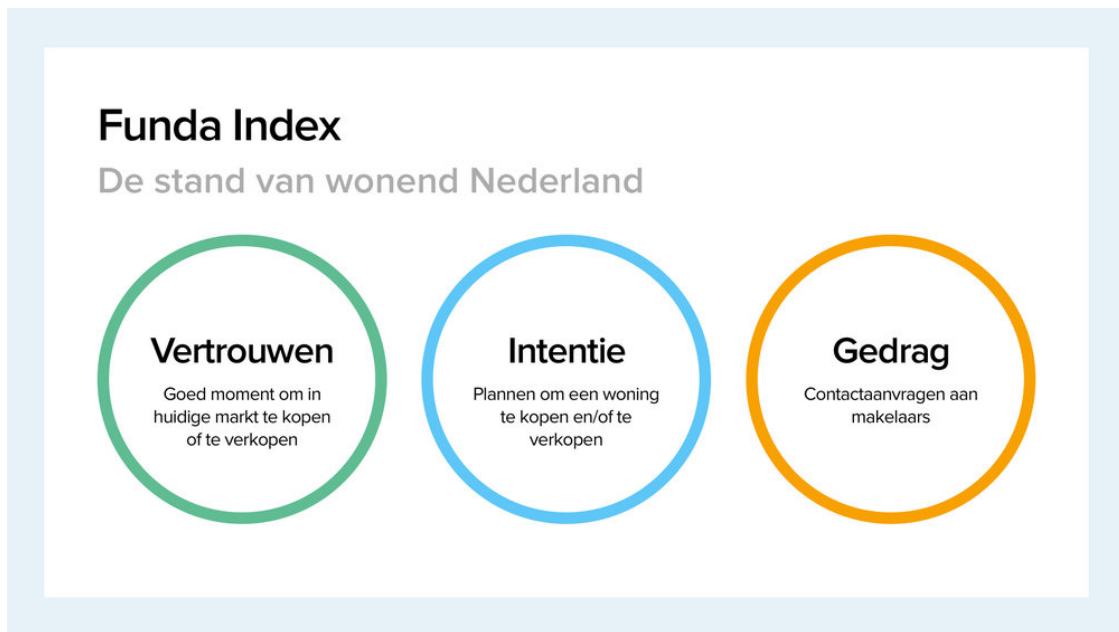 Funda Index
De stand van wonend Nederland
Vertrouwen
Goed moment om in
huidige markt te kopen
of te verkopen
Intentie
Plannen om een woning
te kopen en/of te
verkopen
Gedrag
Contactaanvragen aan
makelaars